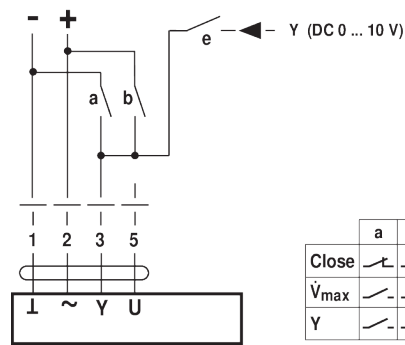 - +
Y (DC 0 ... 10 V)
e
a b
1 2 3 5
⊥ ~ Y U
a
Close
V̇max
Y